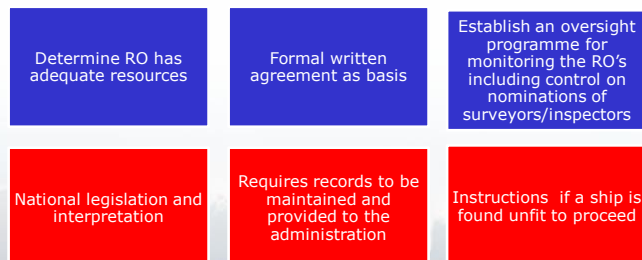 Determine RO has
adequate resources
Formal written
agreement as basis
Establish an oversight
programme for
monitoring the RO's
including control on
nominations of
surveyors/inspectors
National legislation and
interpretation
Requires records to be
maintained and
provided to the
administration
Instructions  if a ship is
found unfit to proceed